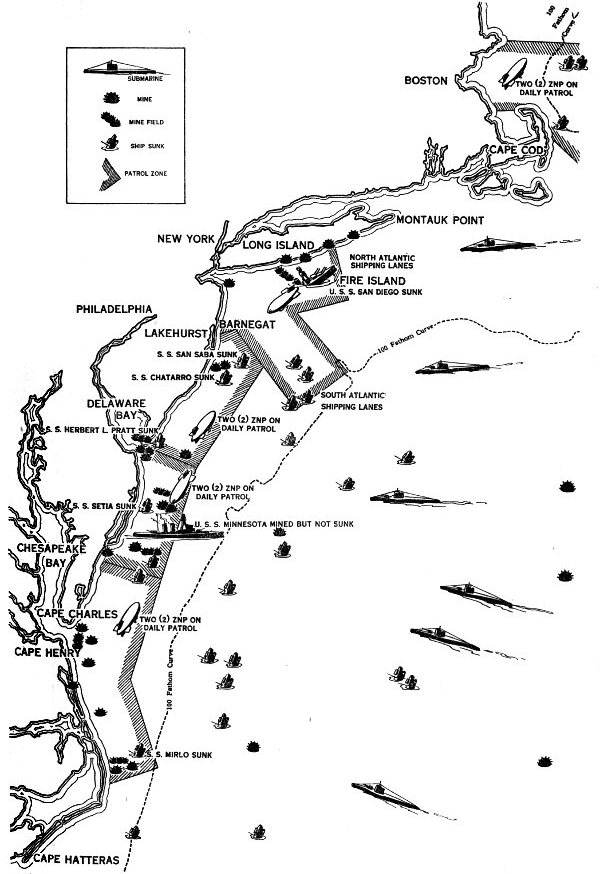 SUBMARINE
MINE
MINE FIELD
SHIP SUNK
PATROL ZONE
100
Fathom
Curve
BOSTON
TWO (2) ZNP ON
DAILY PATROL
CAPE COD
MONTAUK POINT
NEW YORK
LONG ISLAND
NORTH ATLANTIC
SHIPPING LANES
FIRE ISLAND
U. S. S. SAN DIEGO SUNK
PHILADELPHIA
LAKEHURST
BARNEGAT
100 Fathom Curve
S. S. SAN SABA SUNK
S. S. CHATARRO SUNK
SOUTH ATLANTIC
SHIPPING LANES
DELAWARE
BAY
TWO (2) ZNP ON
DAILY PATROL
S. S. HERBERT L. PRATT SUNK
TWO (2) ZNP ON
DAILY PATROL
S. S. SETIA SUNK
U. S. S. MINNESOTA MINED BUT NOT SUNK
CHESAPEAKE
BAY
CAPE CHARLES
TWO (2) ZNP ON
DAILY PATROL
CAPE HENRY
100 Fathom Curve
S. S. MIRLO SUNK
CAPE HATTERAS